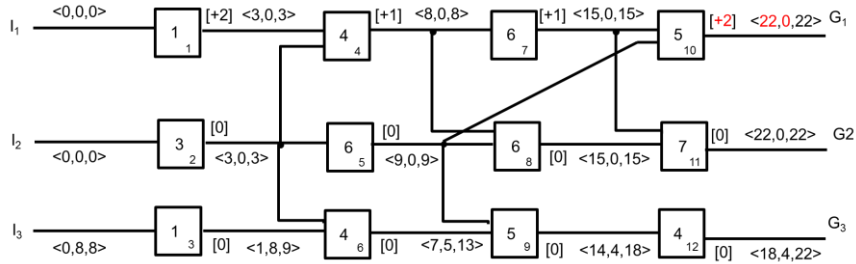 <0,0,0> [+2] <3,0,3> [+1] <8,0,8> [+1] <15,0,15> [+2] <22,0,22> G1
I1 1 1 4 4 6 7 5 10
[0] [0] [0]
I2 3 2 6 5 6 8 7 11 <22,0,22> G2
<0,0,0> <3,0,3> <9,0,9> [0] <15,0,15>
I3 1 3 4 6 5 9 4 12 G3
<0,8,8> [0] <1,8,9> [0] <7,5,13> [0] <14,4,18> [0] <18,4,22>